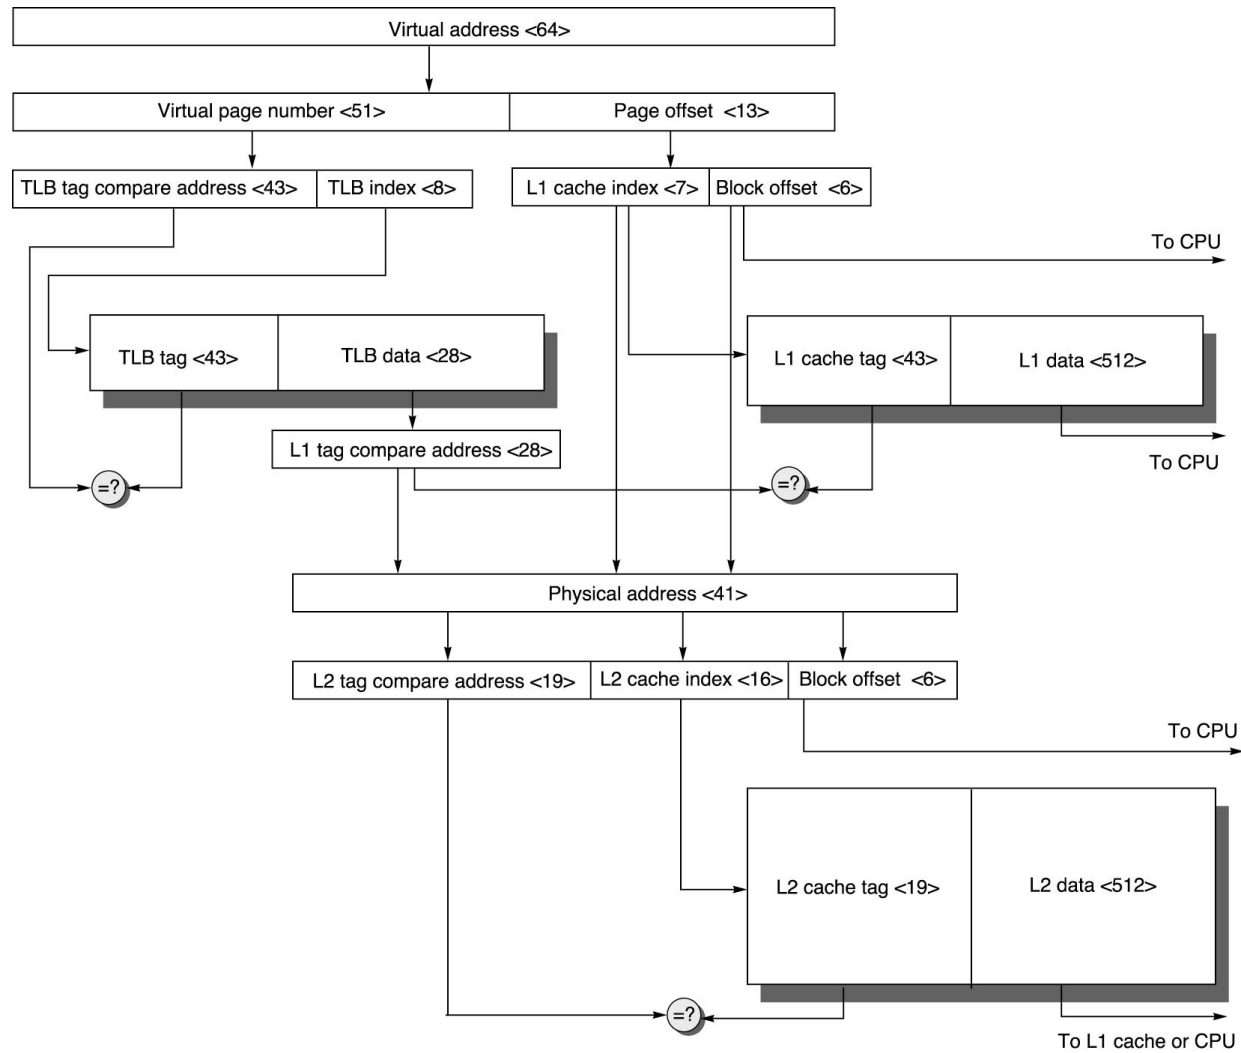 Virtual address <64>
Virtual page number <51>
Page offset <13>
TLB tag compare address <43>
TLB index <8>
L1 cache index <7>
Block offset <6>
To CPU
TLB tag <43>
TLB data <28>
L1 cache tag <43>
L1 data <512>
L1 tag compare address <28>
To CPU
=?
=?
Physical address <41>
L2 tag compare address <19>
L2 cache index <16>
Block offset <6>
To CPU
L2 cache tag <19>
L2 data <512>
=?
To L1 cache or CPU